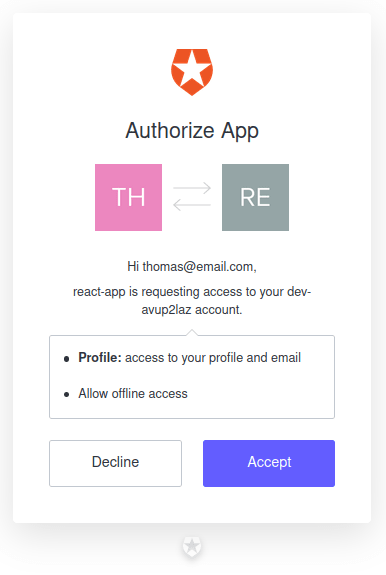 Authorize App
TH
RE
Hi thomas@email.com,
react-app is requesting access to your dev-
avup2laz account.
Profile: access to your profile and email
Allow offline access
Decline
Accept